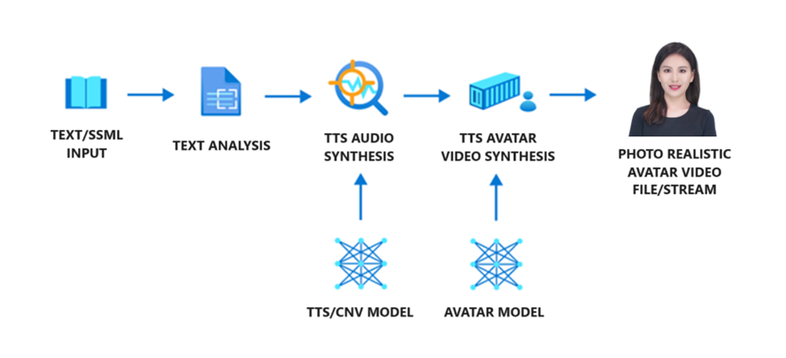 TEXT/SSML
INPUT
TEXT ANALYSIS
TTS AUDIO
SYNTHESIS
TTS AVATAR
VIDEO SYNTHESIS
PHOTO REALISTIC
AVATAR VIDEO
FILE/STREAM
TTS/CNV MODEL
AVATAR MODEL